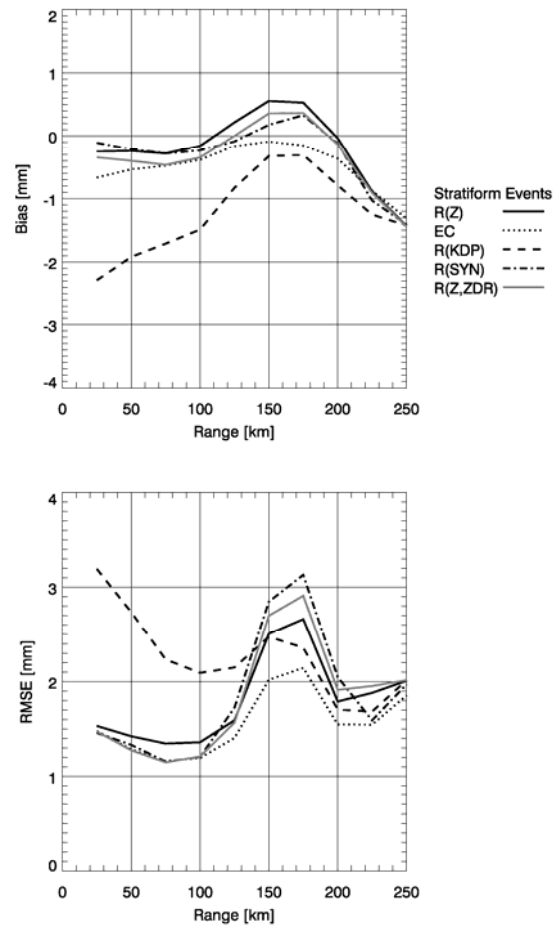 2
1
0
-1
-2
-3
-4
Bias [mm]
0
50
100
150
200
250
Range [km]
Stratiform Events
R(Z)
EC
R(KDP)
R(SYN)
R(Z,ZDR)
4
3
2
1
0
RMSE [mm]
0
50
100
150
200
250
Range [km]